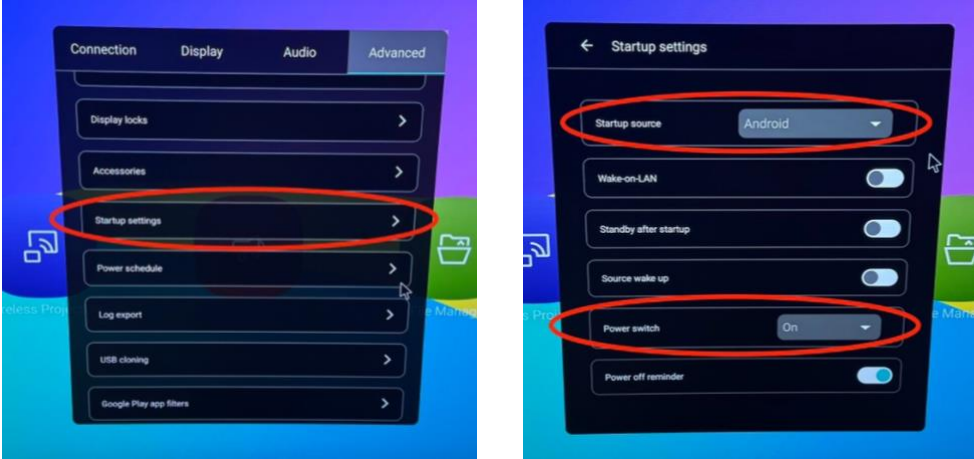 Connection Display Audio Advanced
Display locks
Accessories
Startup settings
Power schedule
Log export
USB cloning
Google Play app filters
Startup settings
Startup source Android
Wake-on-LAN
Standby after startup
Source wake up
Power switch On
Power off reminder